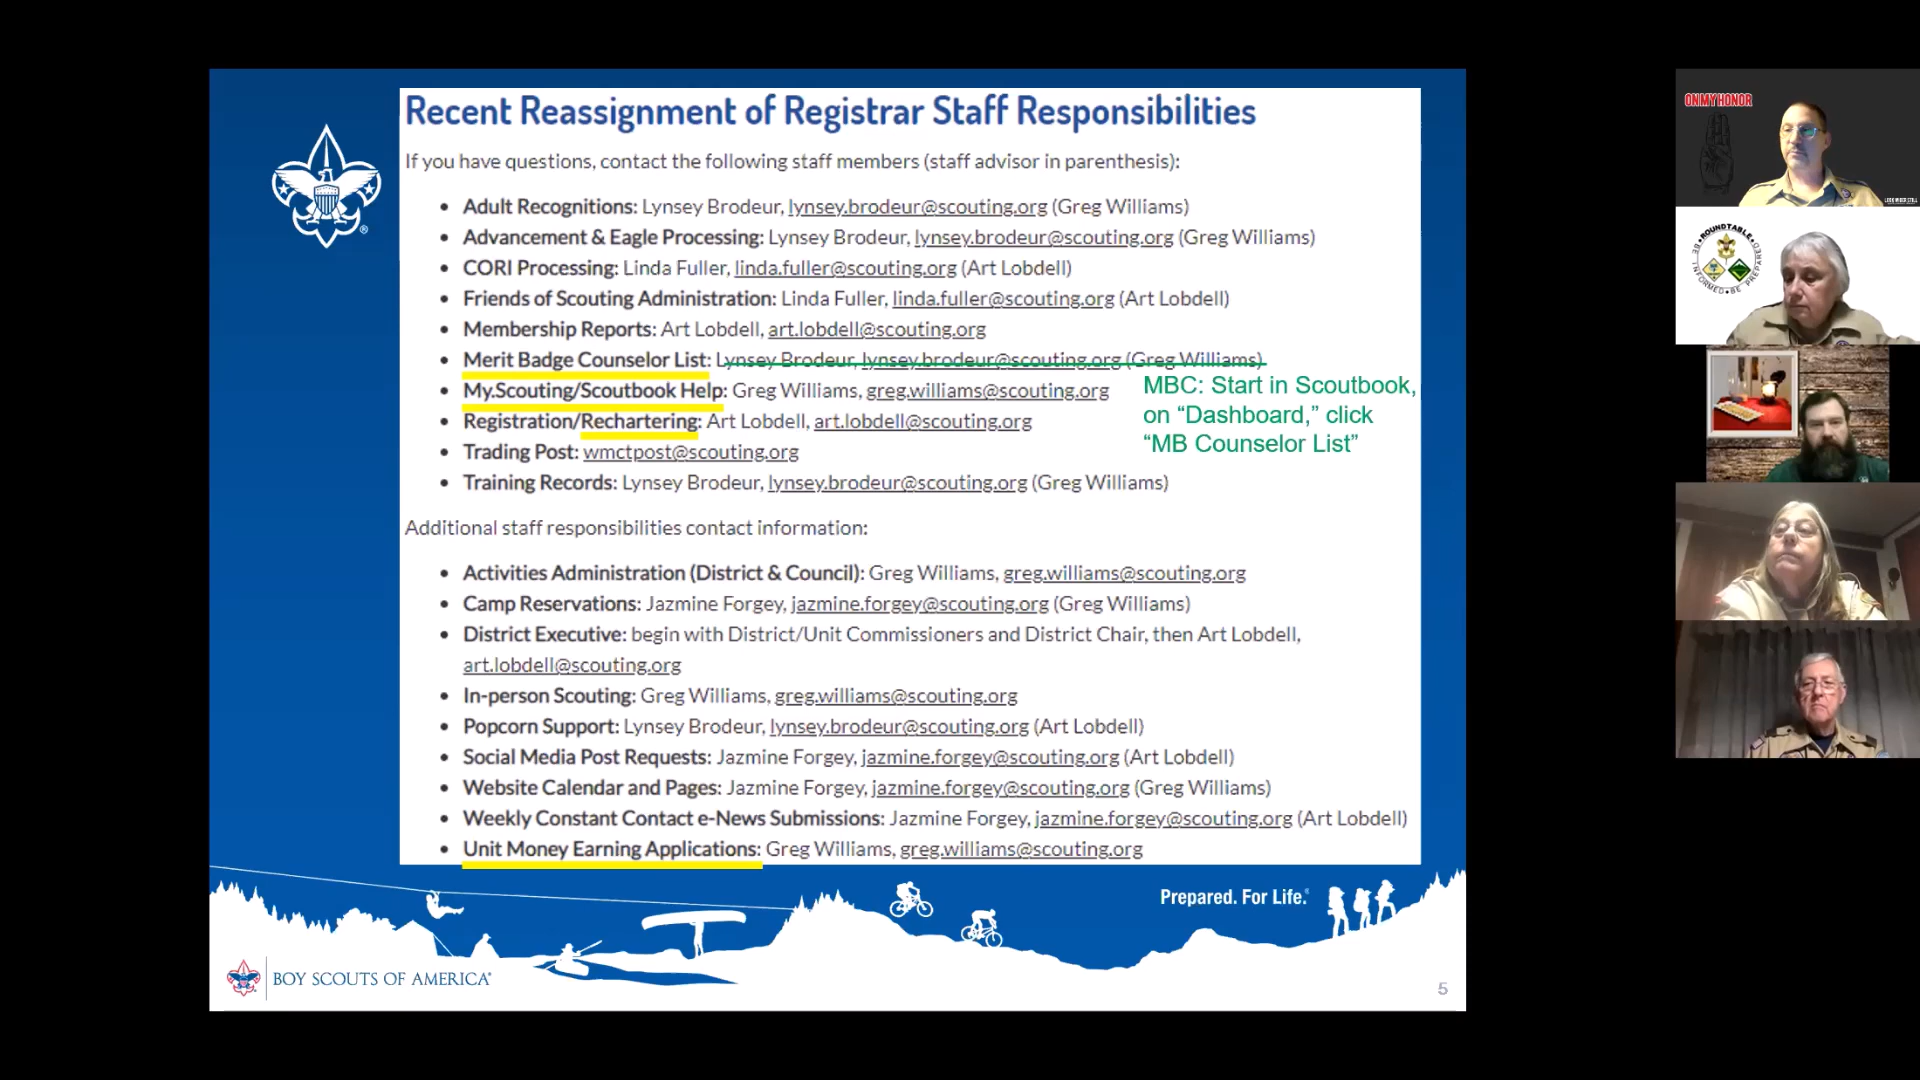 Recent Reassignment of Registrar Staff Responsibilities
If you have questions, contact the following staff members (staff advisor in parenthesis):
• Adult Recognitions: Lynsey Brodeur, lynsey.brodeur@scouting.org (Greg Williams)
• Advancement & Eagle Processing: Lynsey Brodeur, lynsey.brodeur@scouting.org (Greg Williams)
• CORI Processing: Linda Fuller, linda.fuller@scouting.org (Art Lobdell)
• Friends of Scouting Administration: Linda Fuller, linda.fuller@scouting.org (Art Lobdell)
• Membership Reports: Art Lobdell, art.lobdell@scouting.org
• Merit Badge Counselor List: Lynsey Brodeur, lynsey.brodeur@scouting.org (Greg Williams)
• My.Scouting/Scoutbook Help: Greg Williams, greg.williams@scouting.org
• Registration/Rechartering: Art Lobdell, art.lobdell@scouting.org
• Trading Post: wmctpost@scouting.org
• Training Records: Lynsey Brodeur, lynsey.brodeur@scouting.org (Greg Williams)
MBC: Start in Scoutbook,
on “Dashboard,” click
“MB Counselor List”
Additional staff responsibilities contact information:
• Activities Administration (District & Council): Greg Williams, greg.williams@scouting.org
• Camp Reservations: Jazmine Forgey, jazmine.forgey@scouting.org (Greg Williams)
• District Executive: begin with District/Unit Commissioners and District Chair, then Art Lobdell,
art.lobdell@scouting.org
• In-person Scouting: Greg Williams, greg.williams@scouting.org
• Popcorn Support: Lynsey Brodeur, lynsey.brodeur@scouting.org (Art Lobdell)
• Social Media Post Requests: Jazmine Forgey, jazmine.forgey@scouting.org (Art Lobdell)
• Website Calendar and Pages: Jazmine Forgey, jazmine.forgey@scouting.org (Greg Williams)
• Weekly Constant Contact e-News Submissions: Jazmine Forgey, jazmine.forgey@scouting.org (Art Lobdell)
• Unit Money Earning Applications: Greg Williams, greg.williams@scouting.org
Prepared. For Life.®
BOY SCOUTS OF AMERICA®
5
ON MY HONOR
ROUNDTABLE
BE INFORMED • BE PREPARED